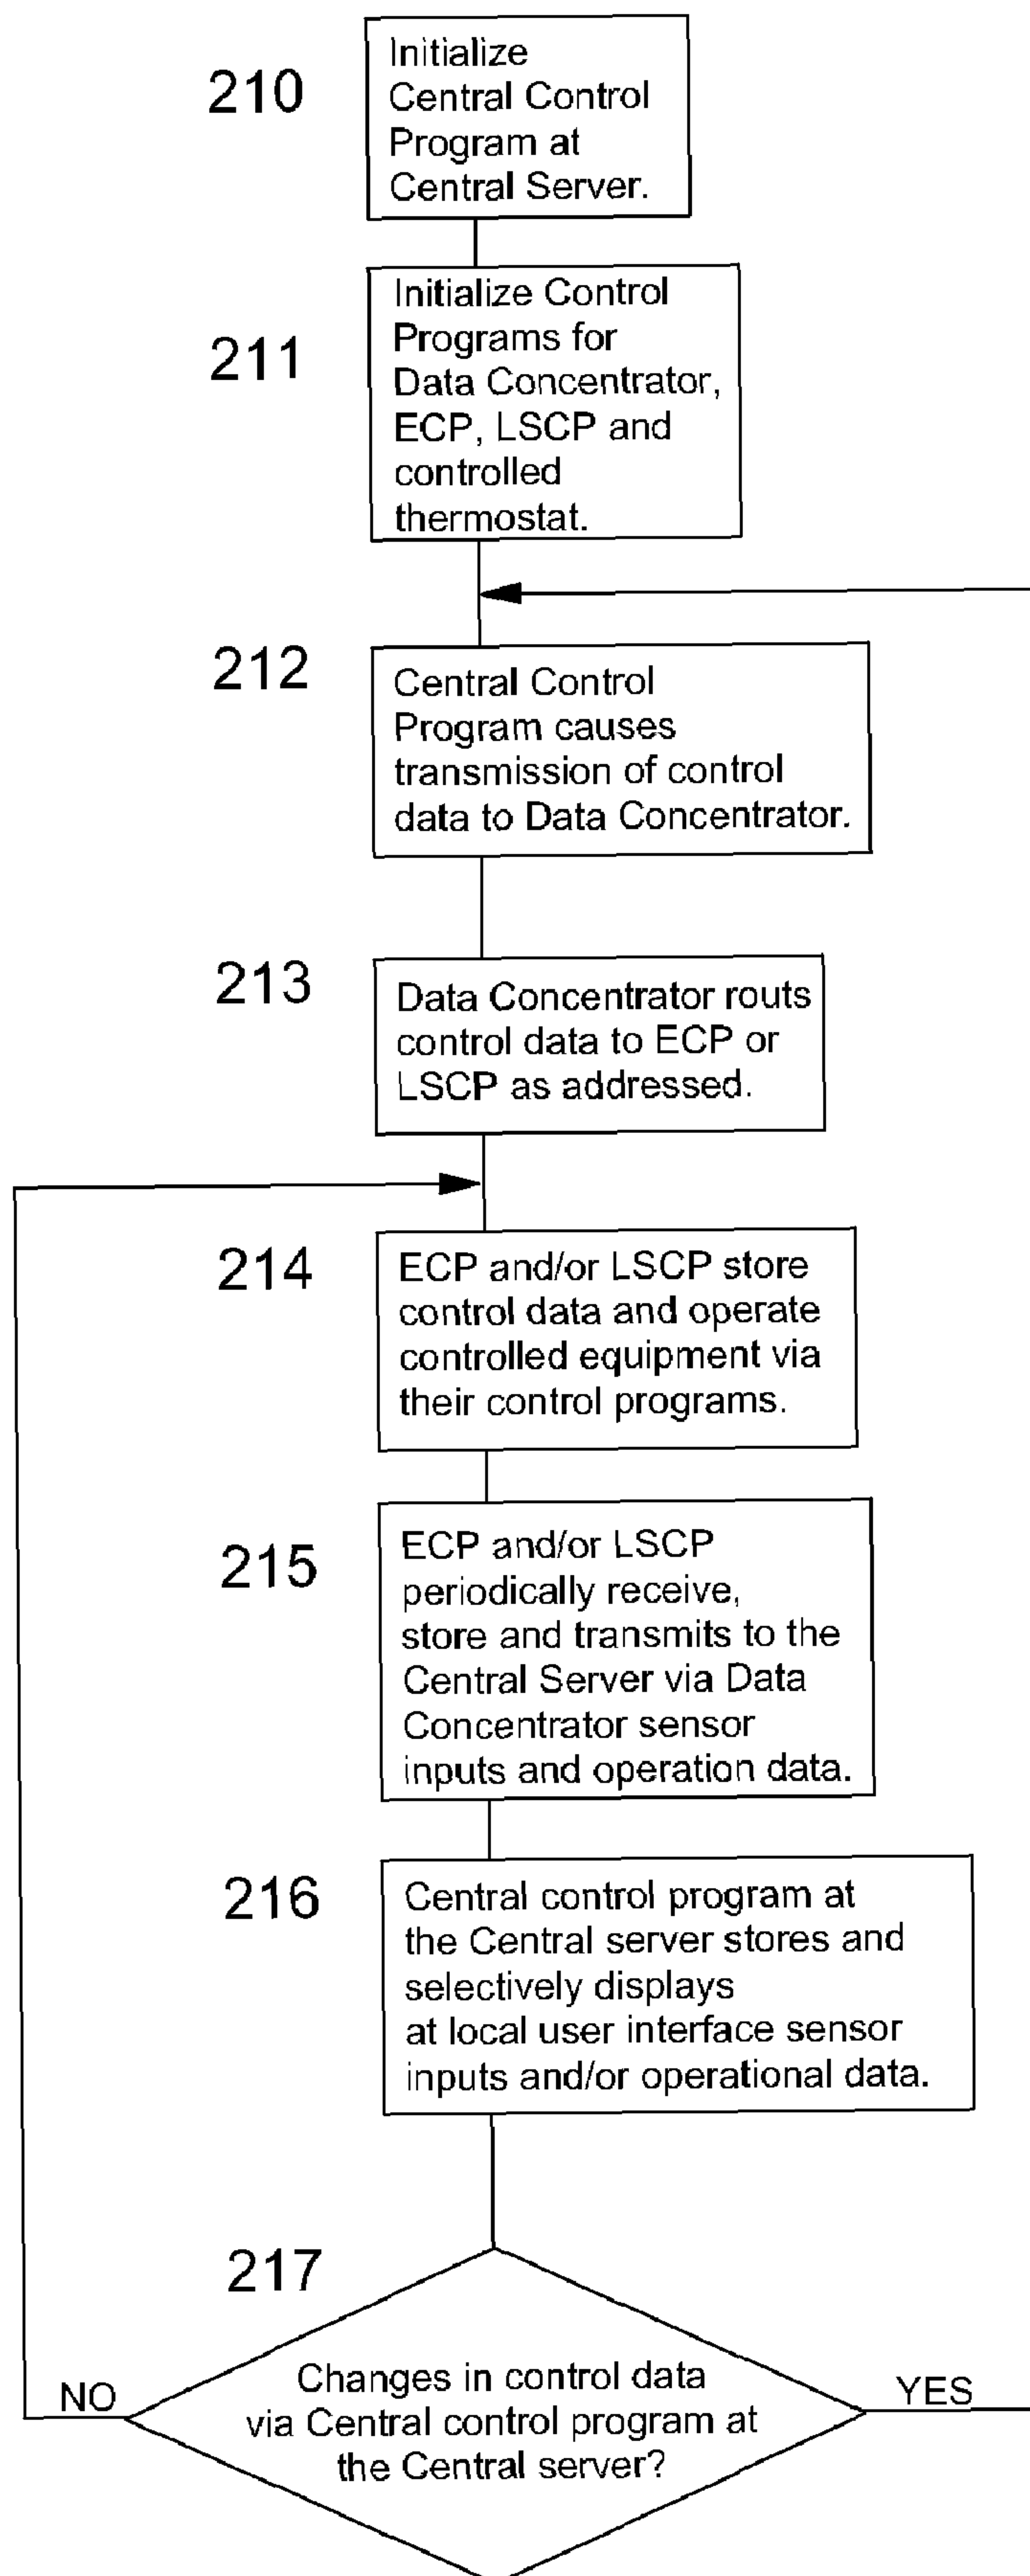 210
Initialize
Central Control
Program at
Central Server.
211
Initialize Control
Programs for
Data Concentrator,
ECP, LSCP and
controlled
thermostat.
212
Central Control
Program causes
transmission of control
data to Data Concentrator.
213
Data Concentrator routs
control data to ECP or
LSCP as addressed.
214
ECP and/or LSCP store
control data and operate
controlled equipment via
their control programs.
215
ECP and/or LSCP
periodically receive,
store and transmits to the
Central Server via Data
Concentrator sensor
inputs and operation data.
216
Central control program at
the Central server stores and
selectively displays
at local user interface sensor
inputs and/or operational data.
217
Changes in control data
via Central control program at
the Central server?
NO
YES